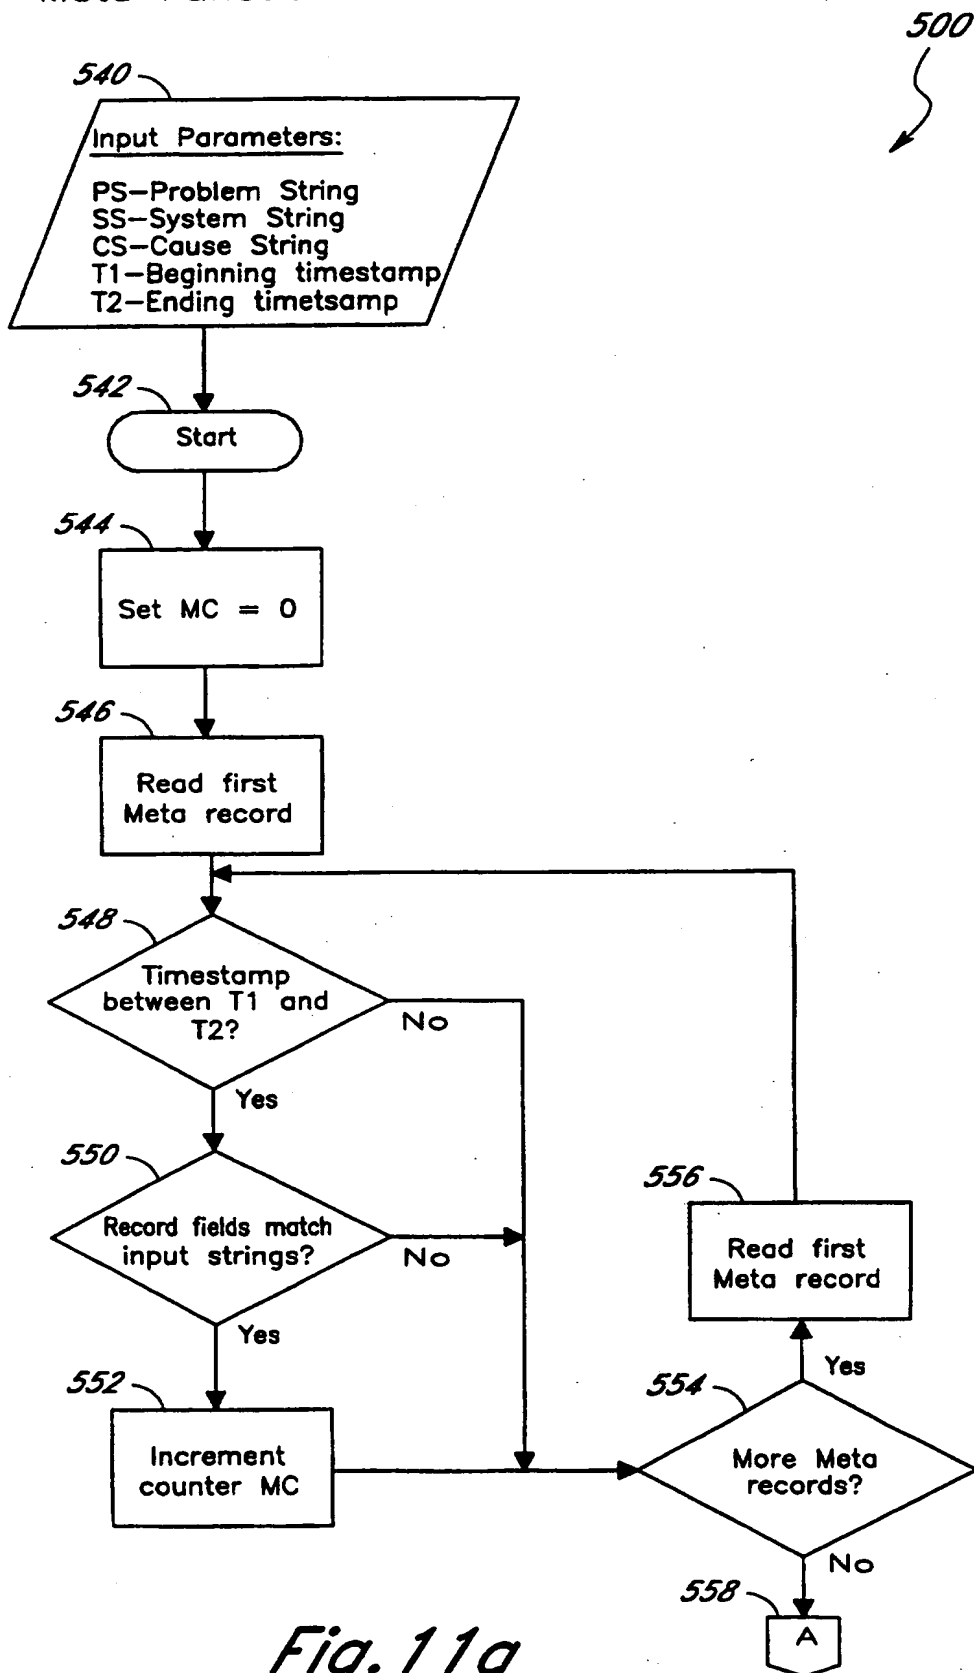 500
540
Input Parameters:
PS-Problem String
SS-System String
CS-Cause String
T1-Beginning timestamp
T2-Ending timetsamp
542
Start
544
Set MC = 0
546
Read first
Meta record
548
Timestamp
between T1 and
T2?
No
Yes
550
Record fields match
input strings?
No
Yes
552
Increment
counter MC
556
Read first
Meta record
Yes
554
More Meta
records?
No
558
A
Fig. 11a